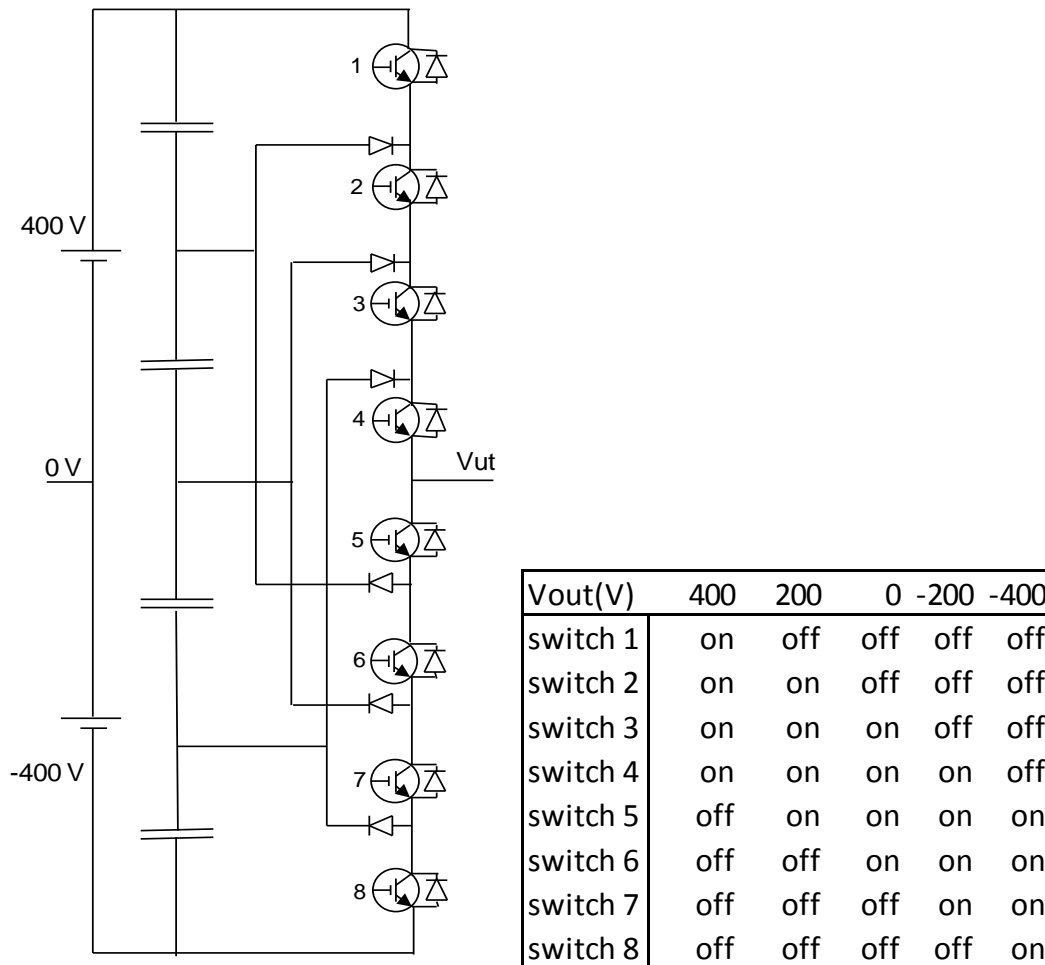 1
2
400 V
3
4
0 V
Vut
5
6
-400 V
7
8
Vout(V) 400 200 0 -200 -400
switch 1 on off off off off
switch 2 on on off off off
switch 3 on on on off off
switch 4 on on on on off
switch 5 off on on on on
switch 6 off off on on on
switch 7 off off off on on
switch 8 off off off off on